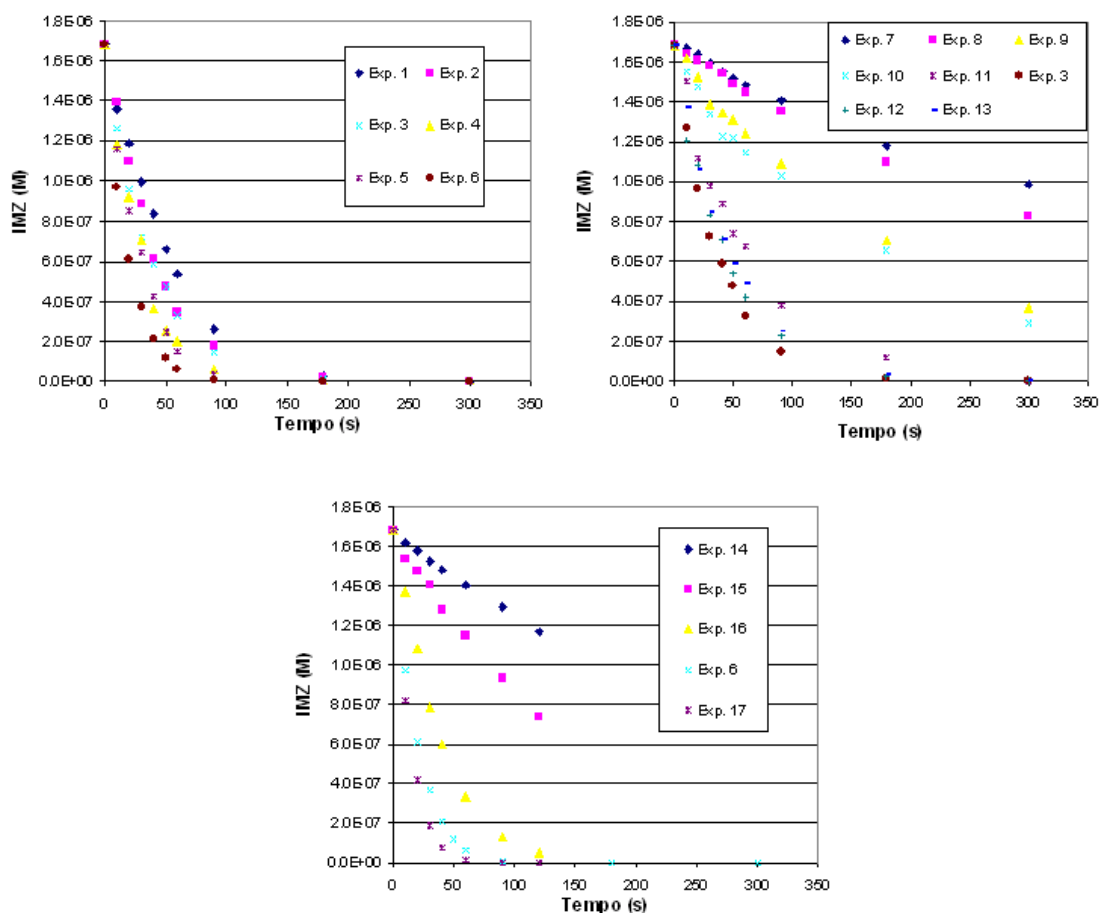 1.8E-06
1.6E-06
1.4E-06
1.2E-06
1.0E-06
8.0E-07
6.0E-07
4.0E-07
2.0E-07
0.0E+00
IMZ (M)
0 50 100 150 200 250 300 350
Tempo (s)
Exp. 1 Exp. 2
Exp. 3 Exp. 4
Exp. 5 Exp. 6
1.8E-06
1.6E-06
1.4E-06
1.2E-06
1.0E-06
8.0E-07
6.0E-07
4.0E-07
2.0E-07
0.0E+00
IMZ (M)
0 50 100 150 200 250 300 350
Tempo (s)
Exp. 7 Exp. 8 Exp. 9
Exp. 10 Exp. 11 Exp. 3
Exp. 12 Exp. 13
1.8E-06
1.6E-06
1.4E-06
1.2E-06
1.0E-06
8.0E-07
6.0E-07
4.0E-07
2.0E-07
0.0E+00
IMZ (M)
0 50 100 150 200 250 300 350
Tempo (s)
Exp. 14
Exp. 15
Exp. 16
Exp. 6
Exp. 17